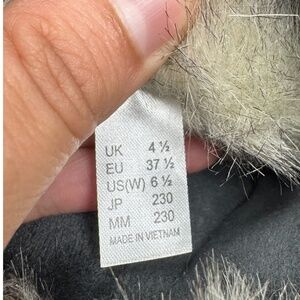 UK 4 ½
EU 37 ½
US(W) 6 ½
JP 230
MM 230
MADE IN VIETNAM